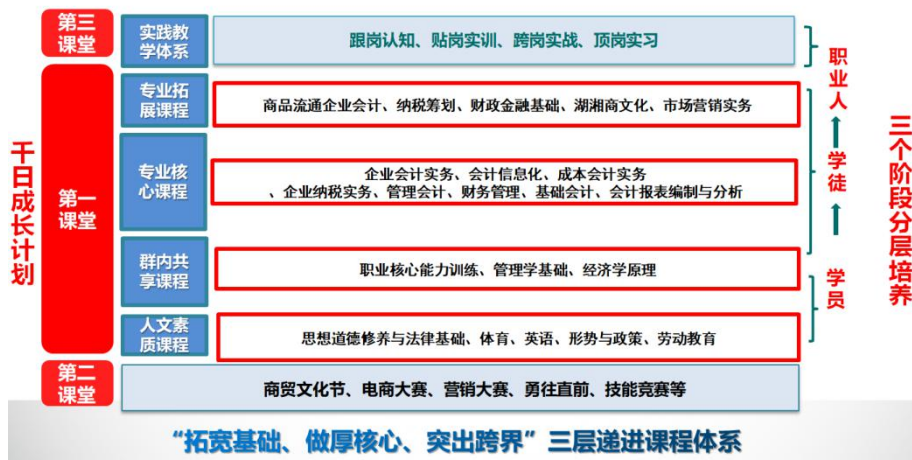 第三
课堂
实践教
学体系
跟岗认知、贴岗实训、跨岗实战、顶岗实习
千日成长计划
第一
课堂
专业拓
展课程
商品流通企业会计、纳税筹划、财政金融基础、湖湘商文化、市场营销实务
专业核
心课程
企业会计实务、会计信息化、成本会计实务
、企业纳税实务、管理会计、财务管理、基础会计、会计报表编制与分析
群内共
享课程
职业核心能力训练、管理学基础、经济学原理
人文素
质课程
思想道德修养与法律基础、体育、英语、形势与政策、劳动教育
第二
课堂
商贸文化节、电商大赛、营销大赛、勇往直前、技能竞赛等
职业人
学徒
学员
三个阶段分层培养
“拓宽基础、做厚核心、突出跨界”三层递进课程体系